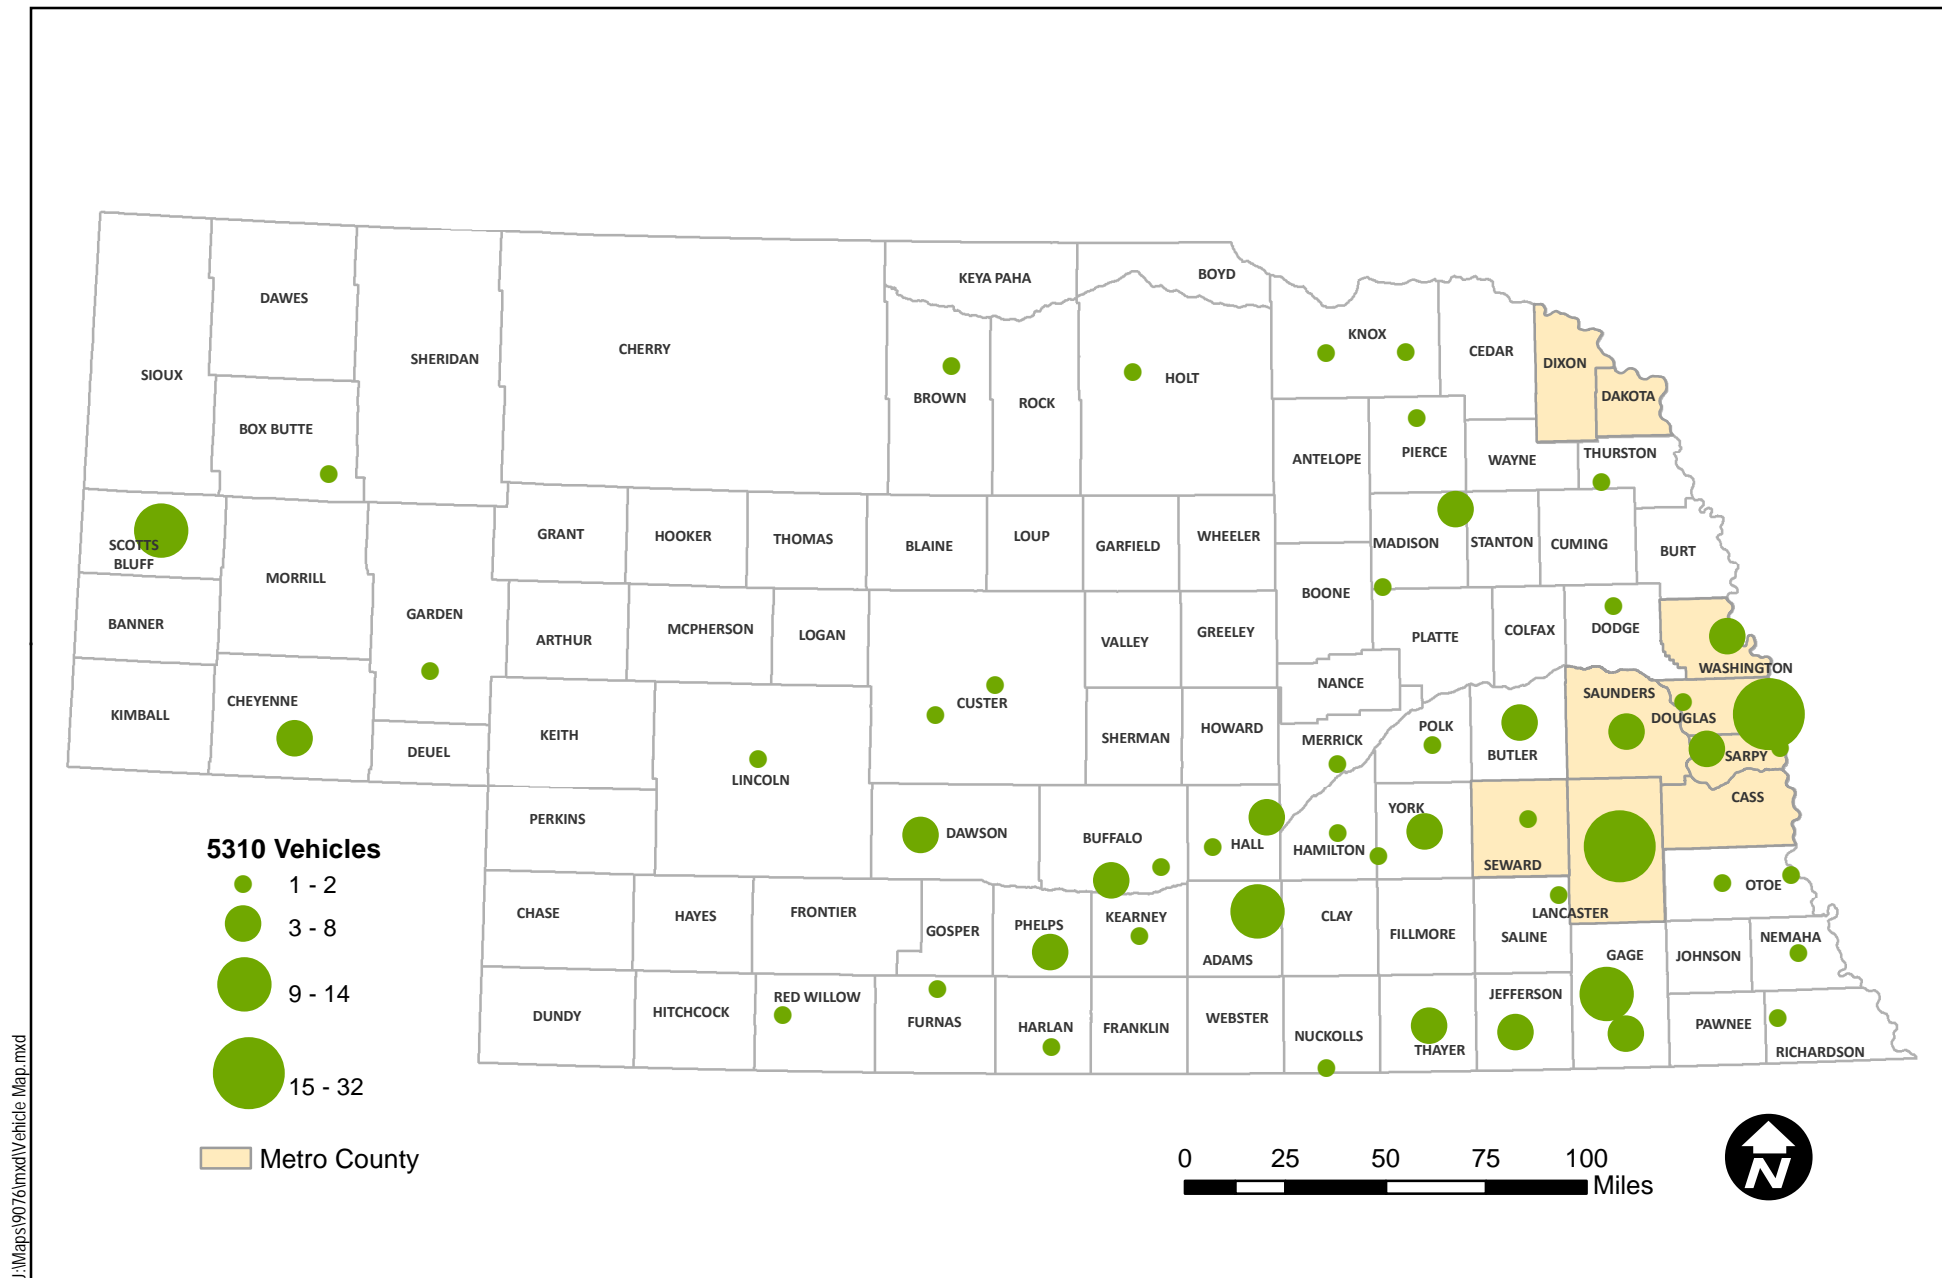 KEYA PAHA
BOYD
DAWES
KNOX
CHERRY
SHERIDAN
CEDAR
DIXON
SIOUX
HOLT
BROWN
ROCK
DAKOTA
BOX BUTTE
ANTELOPE
PIERCE
WAYNE
THURSTON
GRANT
HOOKER
THOMAS
BLAINE
LOUP
GARFIELD
WHEELER
MADISON
STANTON
CUMING
BURT
SCOTTS
BLUFF
MORRILL
BOONE
BANNER
GARDEN
ARTHUR
MCPHERSON
LOGAN
VALLEY
GREELEY
PLATTE
COLFAX
DODGE
WASHINGTON
NANCE
SAUNDERS
KIMBALL
CHEYENNE
CUSTER
DOUGLAS
KEITH
SHERMAN
HOWARD
MERRICK
POLK
BUTLER
SARPY
DEUEL
LINCOLN
CASS
PERKINS
DAWSON
BUFFALO
HALL
HAMILTON
YORK
SEWARD
OTOE
CHASE
HAYES
FRONTIER
GOSPER
PHELPS
KEARNEY
ADAMS
CLAY
FILLMORE
SALINE
LANCASTER
GAGE
JOHNSON
NEMAHA
DUNDY
HITCHCOCK
RED WILLOW
FURNAS
HARLAN
FRANKLIN
WEBSTER
NUCKOLLS
THAYER
JEFFERSON
PAWNEE
RICHARDSON
5310 Vehicles
1 - 2
3 - 8
9 - 14
15 - 32
Metro County
0 25 50 75 100
Miles
N
J:\Maps\9076\mxd\Vehicle Map.mxd